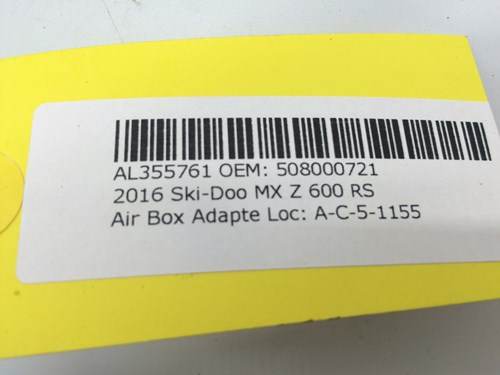 AL355761 OEM: 508000721
2016 Ski-Doo MX Z 600 RS
Air Box Adapte Loc: A-C-5-1155